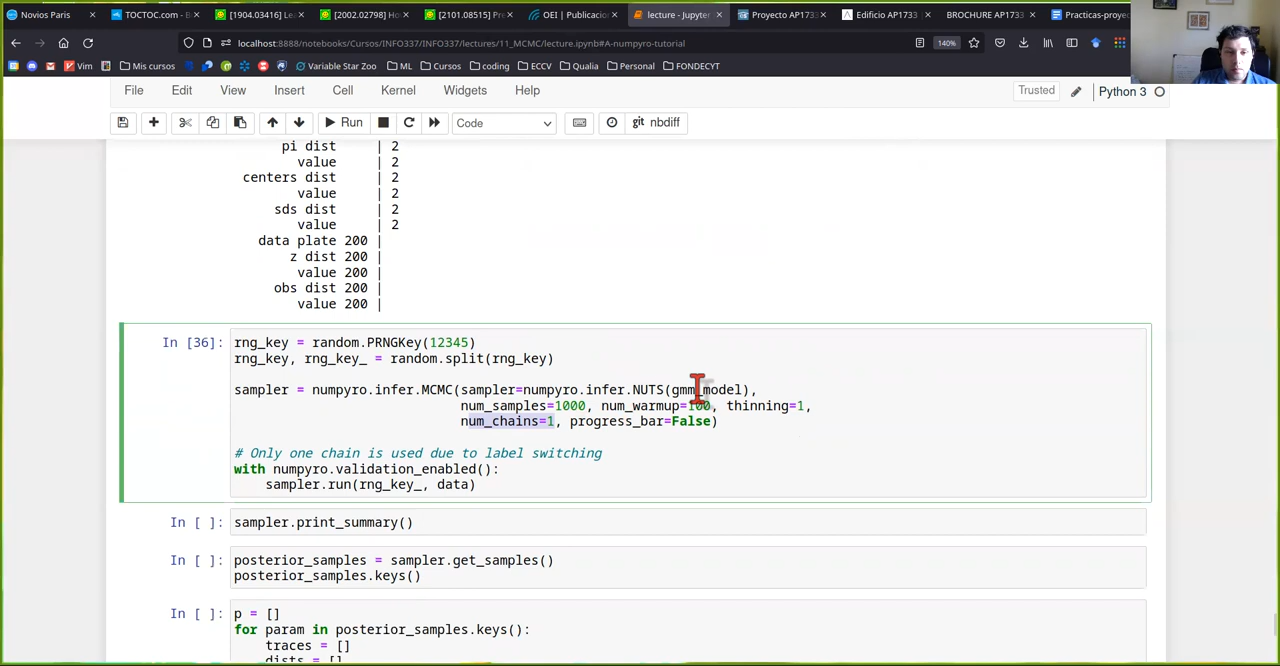 Novios Paris
TOCTOC.com - B
[1904.03416] Lea
[2002.02798] Ho
[2101.08515] Pre
OEI | Publicacion
lecture - Jupyter
Proyecto AP1733
Edificio AP1733
BROCHURE AP173
Practicas-proye
localhost:8888/notebooks/Cursos/INFO337/INFO337/lectures/11_MCMC/lecture.ipynb#A-numpyro-tutorial
140%
Vim
Mis cursos
Variable Star Zoo
ML
Cursos
coding
ECCV
Qualia
Personal
FONDECYT
File Edit View Insert Cell Kernel Widgets Help
Trusted
Python 3
Run
Code
git nbdiff
pi dist | 2
value | 2
centers dist | 2
value | 2
sds dist | 2
value | 2
data plate 200 |
z dist 200 |
value 200 |
obs dist 200 |
value 200 |
In [36]: rng_key = random.PRNGKey(12345)
rng_key, rng_key_ = random.split(rng_key)
sampler = numpyro.infer.MCMC(sampler=numpyro.infer.NUTS(gmm_model),
num_samples=1000, num_warmup=100, thinning=1,
num_chains=1, progress_bar=False)
# Only one chain is used due to label switching
with numpyro.validation_enabled():
sampler.run(rng_key_, data)
In [ ]: sampler.print_summary()
In [ ]: posterior_samples = sampler.get_samples()
posterior_samples.keys()
In [ ]: p = []
for param in posterior_samples.keys():
traces = []
dists = []